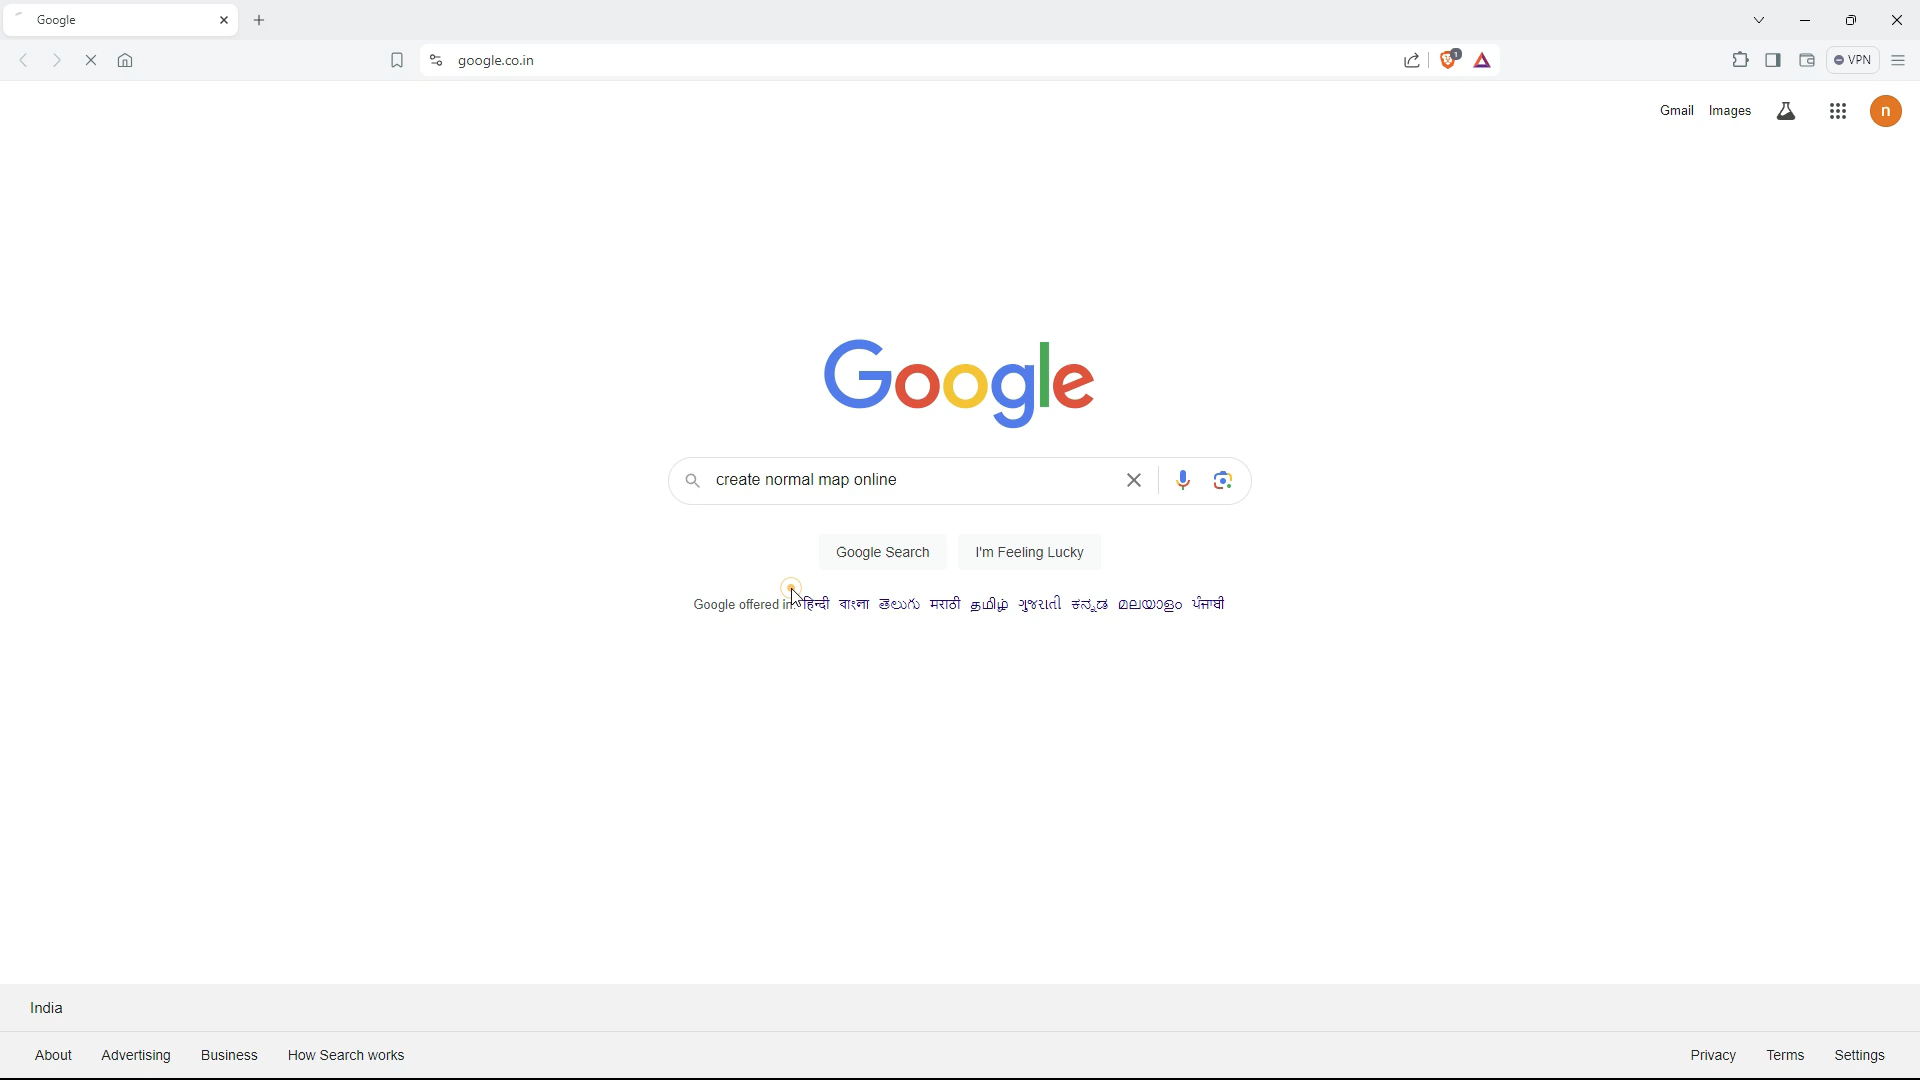 Google
google.co.in
1
VPN
Gmail Images
n
Google
create normal map online
Google Search I'm Feeling Lucky
Google offered in हिन्दी বাংলা తెలుగు मराठी தமிழ் ગુજરાતી ಕನ್ನಡ മലയാളം ਪੰਜਾਬੀ
India
About Advertising Business How Search works Privacy Terms Settings